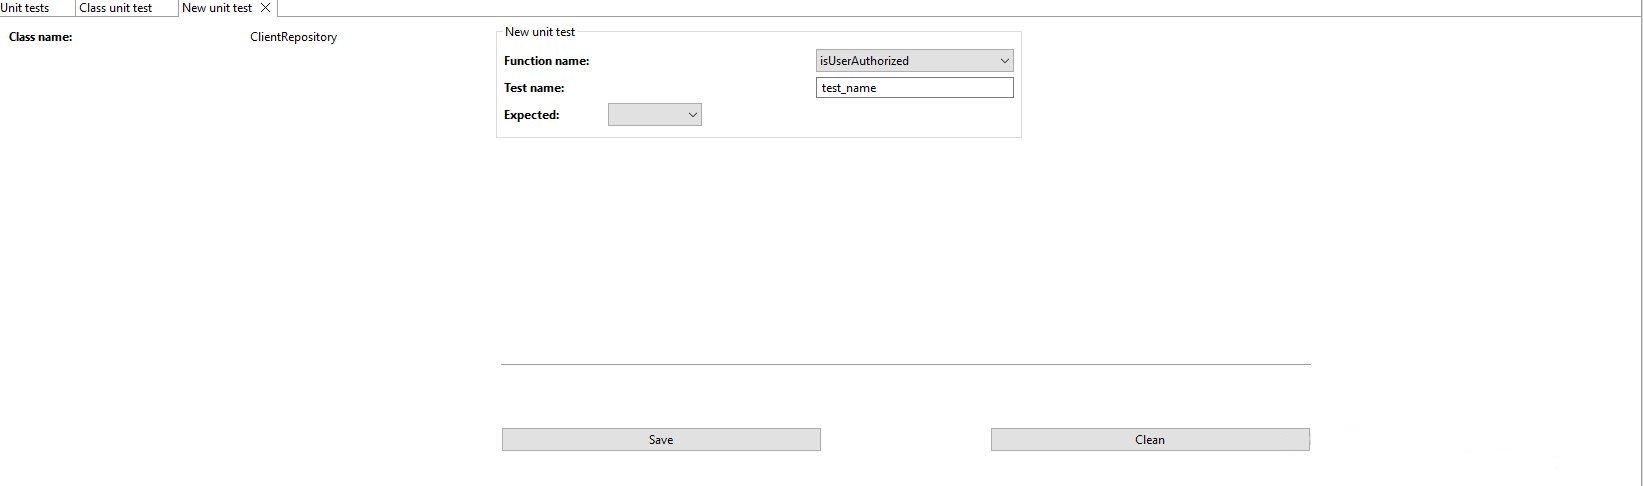 Unit tests
Class unit test
New unit test
Class name:
ClientRepository
New unit test
Function name:
isUserAuthorized
Test name:
test_name
Expected:
Save
Clean